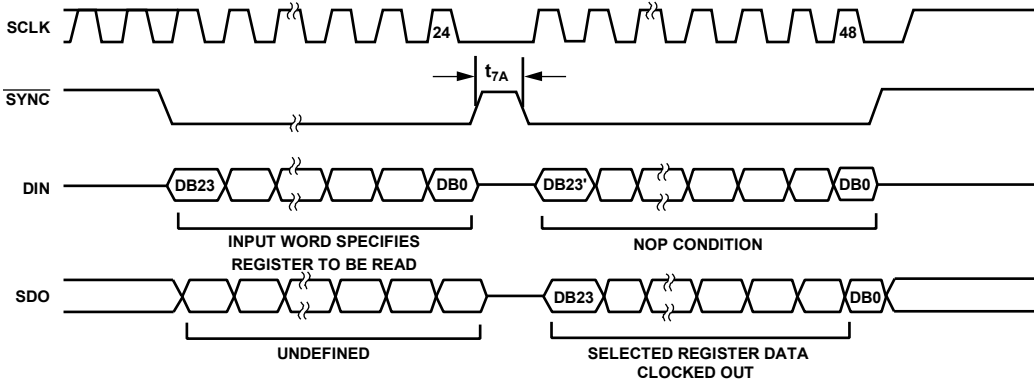 SCLK
24
48
t7A
SYNC
DIN
DB23
DB0
DB23'
DB0
INPUT WORD SPECIFIES
REGISTER TO BE READ
NOP CONDITION
SDO
DB23
DB0
UNDEFINED
SELECTED REGISTER DATA
CLOCKED OUT